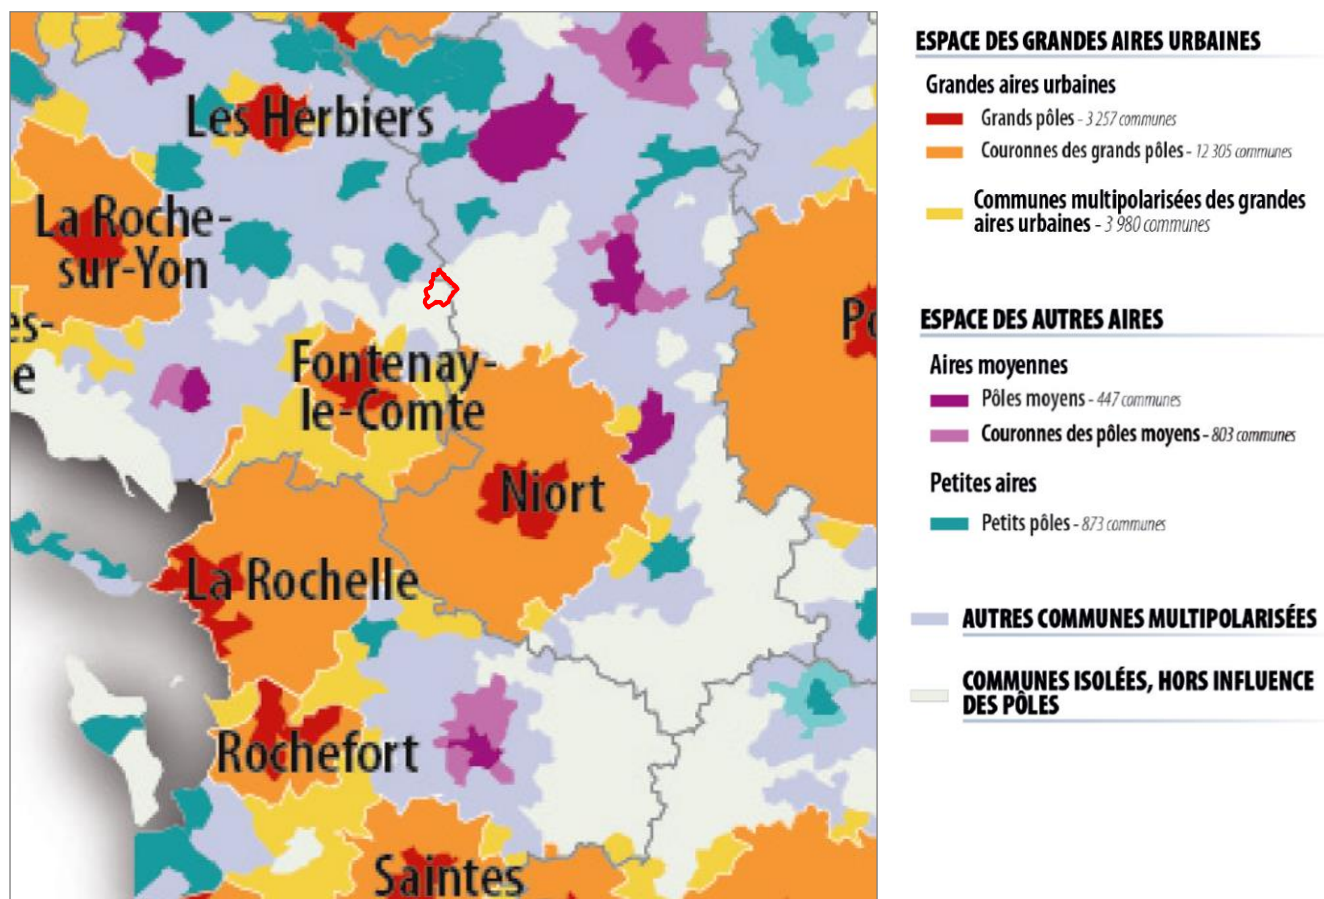 Les Herbiers
La Roche-
sur-Yon
es-
e
Fontenay-
le-Comte
Niort
La Rochelle
Rochefort
Saintes
ESPACE DES GRANDES AIRES URBAINES
Grandes aires urbaines
Grands pôles - 3 257 communes
Couronnes des grands pôles - 12 305 communes
Communes multipolarisées des grandes
aires urbaines - 3 980 communes
ESPACE DES AUTRES AIRES
Aires moyennes
Pôles moyens - 447 communes
Couronnes des pôles moyens - 803 communes
Petites aires
Petits pôles - 873 communes
AUTRES COMMUNES MULTIPOLARISÉES
COMMUNES ISOLÉES, HORS INFLUENCE
DES PÔLES